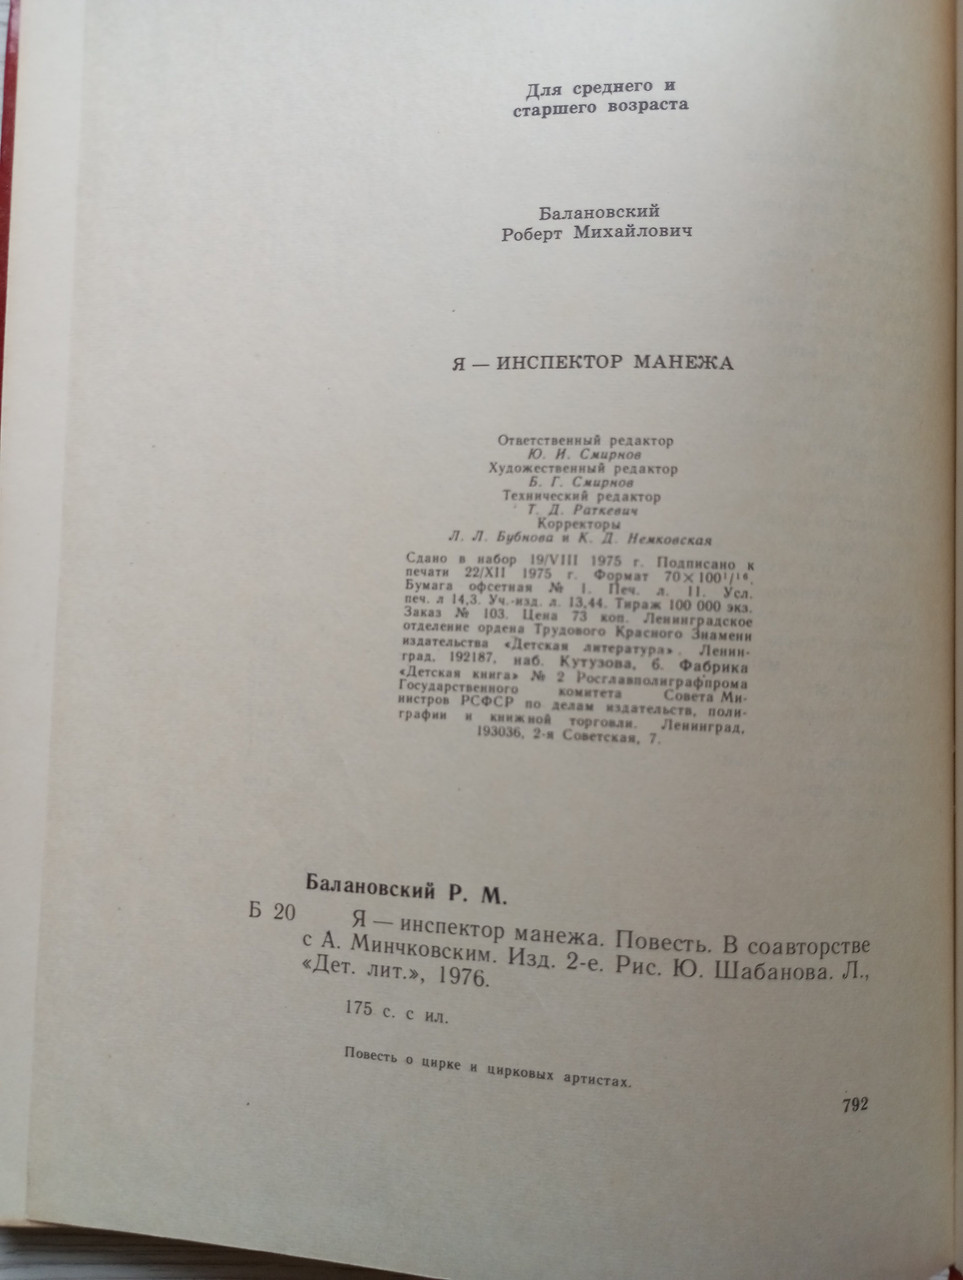 Для среднего и
старшего возраста
Балановский
Роберт Михайлович
Я — ИНСПЕКТОР МАНЕЖА
Ответственный редактор
Ю. И. Смирнов
Художественный редактор
Б. Г. Смирнов
Технический редактор
Т. Д. Раткевич
Корректоры
Л. Л. Бубнова и К. Д. Немковская
Сдано в набор 19/VIII 1975 г. Подписано к
печати 22/XII 1975 г. Формат 70×100¹/¹⁶.
Бумага офсетная № 1. Печ. л. 11. Усл.
печ. л 14,3. Уч.-изд. л. 13,44. Тираж 100 000 экз.
Заказ № 103. Цена 73 коп. Ленинградское
отделение ордена Трудового Красного Знамени
издательства «Детская литература». Ленин-
град, 192187, наб. Кутузова, 6. Фабрика
«Детская книга» № 2 Росглавполиграфпрома
Государственного комитета Совета Ми-
нистров РСФСР по делам издательств, поли-
графии и книжной торговли. Ленинград,
193036, 2-я Советская, 7.
Балановский Р. М.
Б 20 Я — инспектор манежа. Повесть. В соавторстве
с А. Минчковским. Изд. 2-е. Рис. Ю. Шабанова. Л.,
«Дет. лит.», 1976.
175 с. с ил.
Повесть о цирке и цирковых артистах.
792